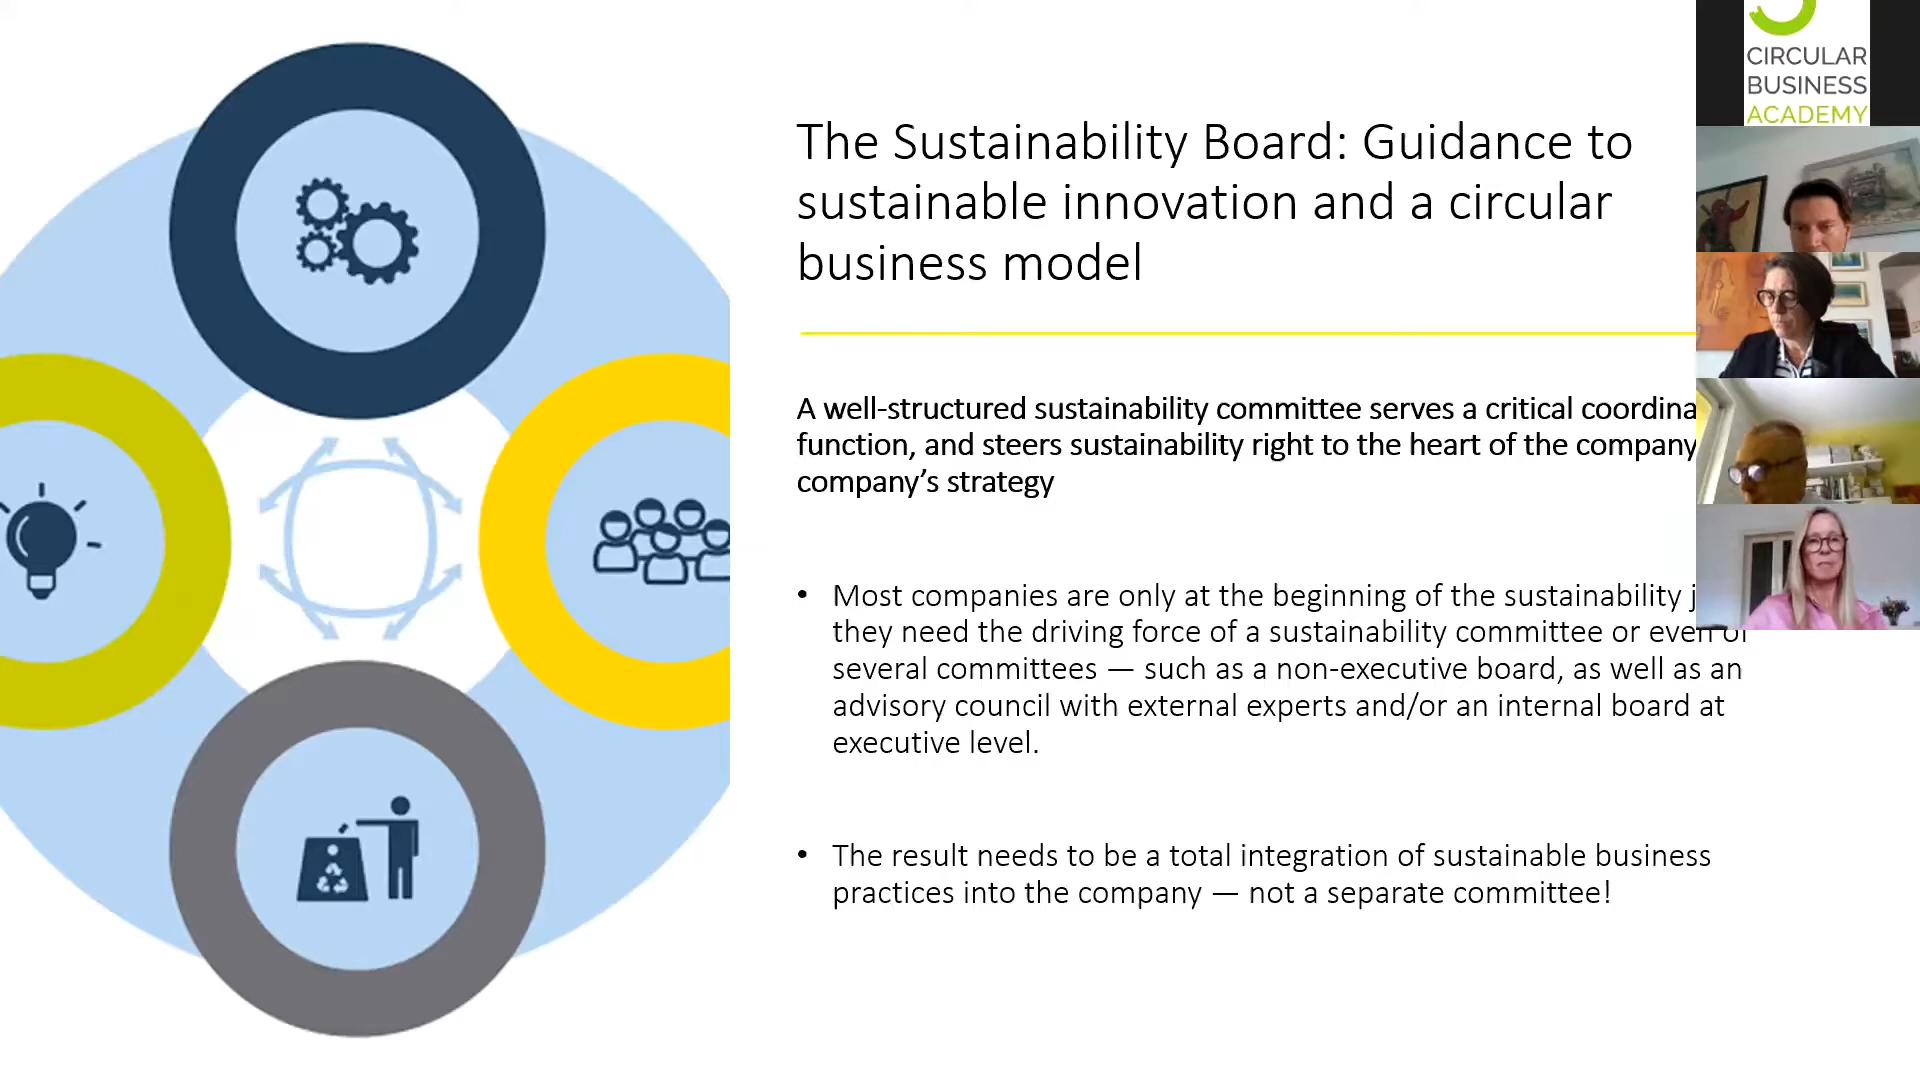 CIRCULAR
BUSINESS
ACADEMY
The Sustainability Board: Guidance to
sustainable innovation and a circular
business model
A well-structured sustainability committee serves a critical
function, and steers sustainability right to the heart of the company
company’s strategy
• Most companies are only at the beginning of the sustainability
they need the driving force of a sustainability committee or even of
several committees — such as a non-executive board, as well as an
advisory council with external experts and/or an internal board at
executive level.
• The result needs to be a total integration of sustainable business
practices into the company — not a separate committee!